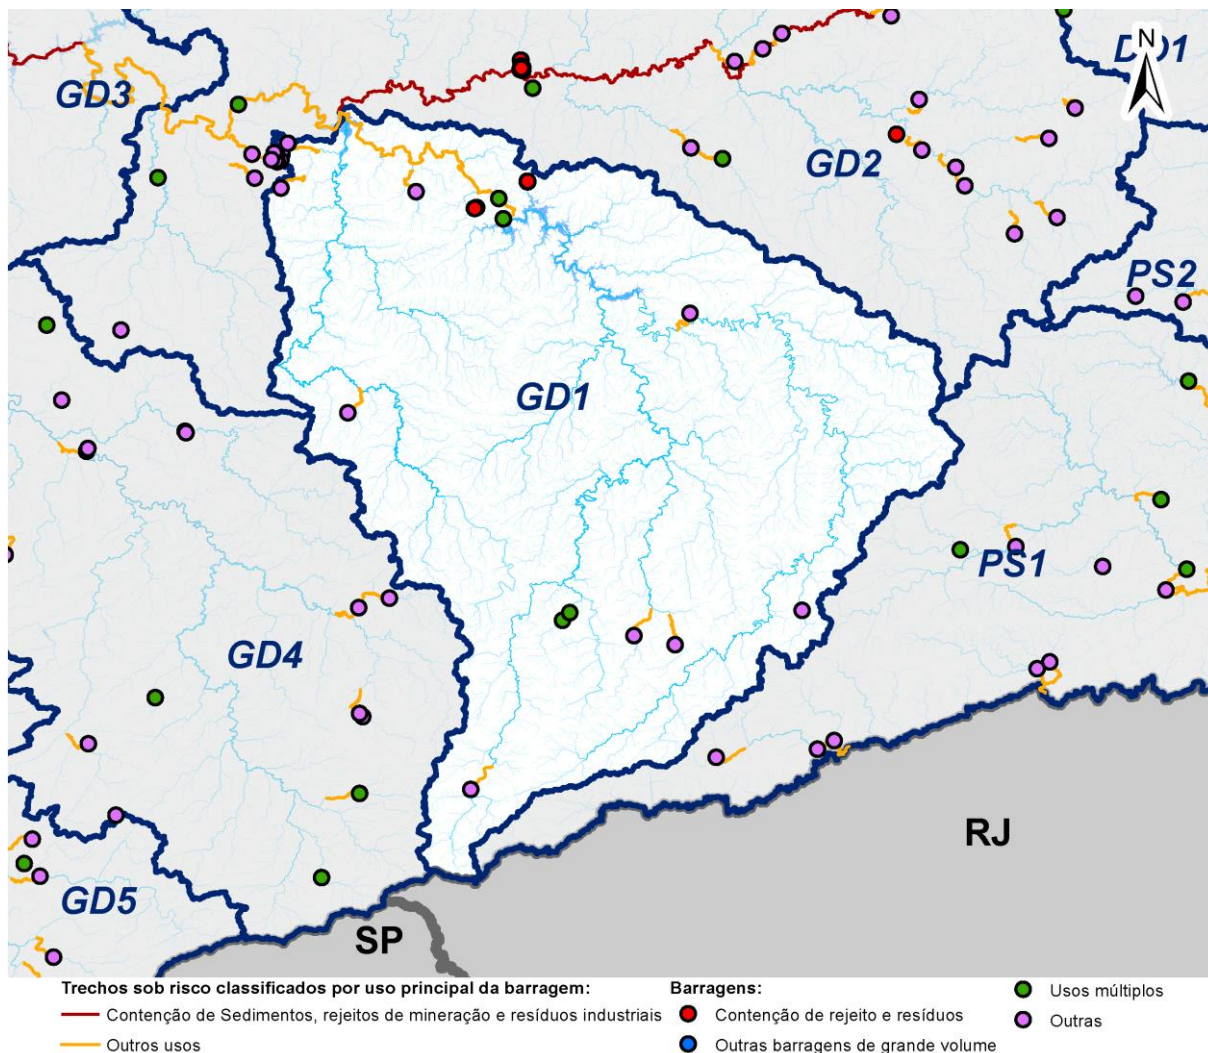 N
DO1
GD3
GD2
PS2
GD1
PS1
GD4
RJ
GD5
SP
Trechos sob risco classificados por uso principal da barragem:
Contenção de Sedimentos, rejeitos de mineração e resíduos industriais
Outros usos
Barragens:
Contenção de rejeito e resíduos
Outras barragens de grande volume
Usos múltiplos
Outras